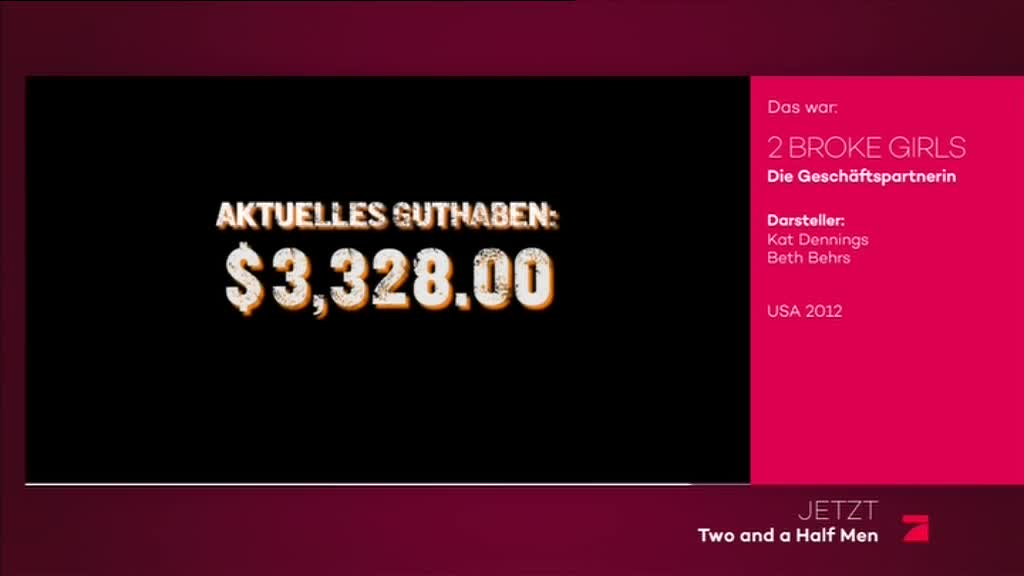 AKTUELLES GUTHABEN:
$3,328.00
Das war:
2 BROKE GIRLS
Die Geschäftspartnerin
Darsteller:
Kat Dennings
Beth Behrs
USA 2012
JETZT
Two and a Half Men